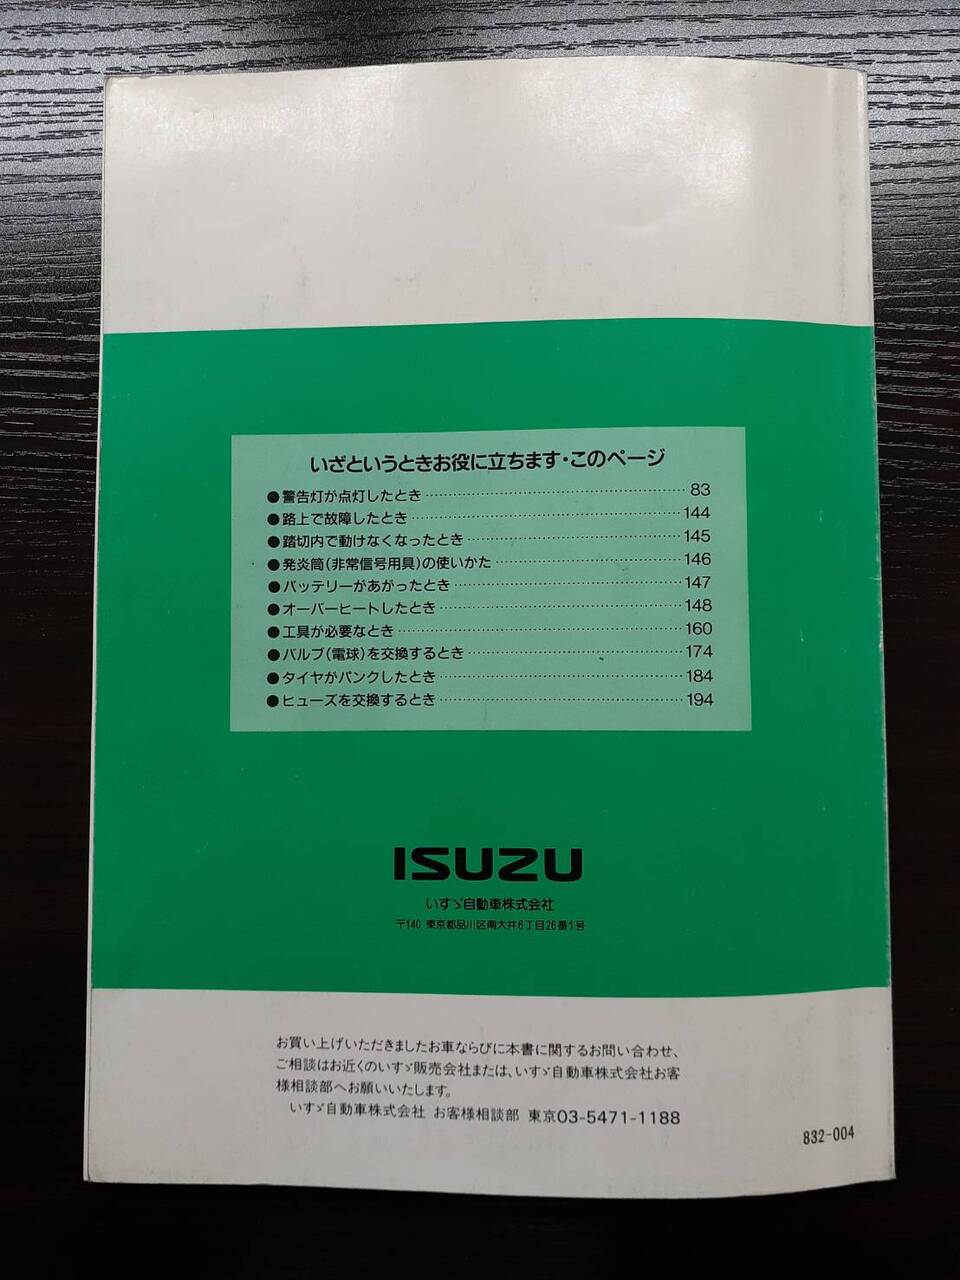 いざというときお役に立ちます・このページ
●警告灯が点灯したとき 83
●路上で故障したとき 144
●踏切内で動けなくなったとき 145
●発炎筒(非常信号用具)の使いかた 146
●バッテリーがあがったとき 147
●オーバーヒートしたとき 148
●工具が必要なとき 160
●バルブ(電球)を交換するとき 174
●タイヤがパンクしたとき 184
●ヒューズを交換するとき 194
ISUZU
いすゞ自動車株式会社
〒140 東京都品川区南大井6丁目26番1号
お買い上げいただきましたお車ならびに本書に関するお問い合わせ、
ご相談はお近くのいすゞ販売会社または、いすゞ自動車株式会社お客
様相談部へお願いいたします。
いすゞ自動車株式会社 お客様相談部 東京03-5471-1188
832-004